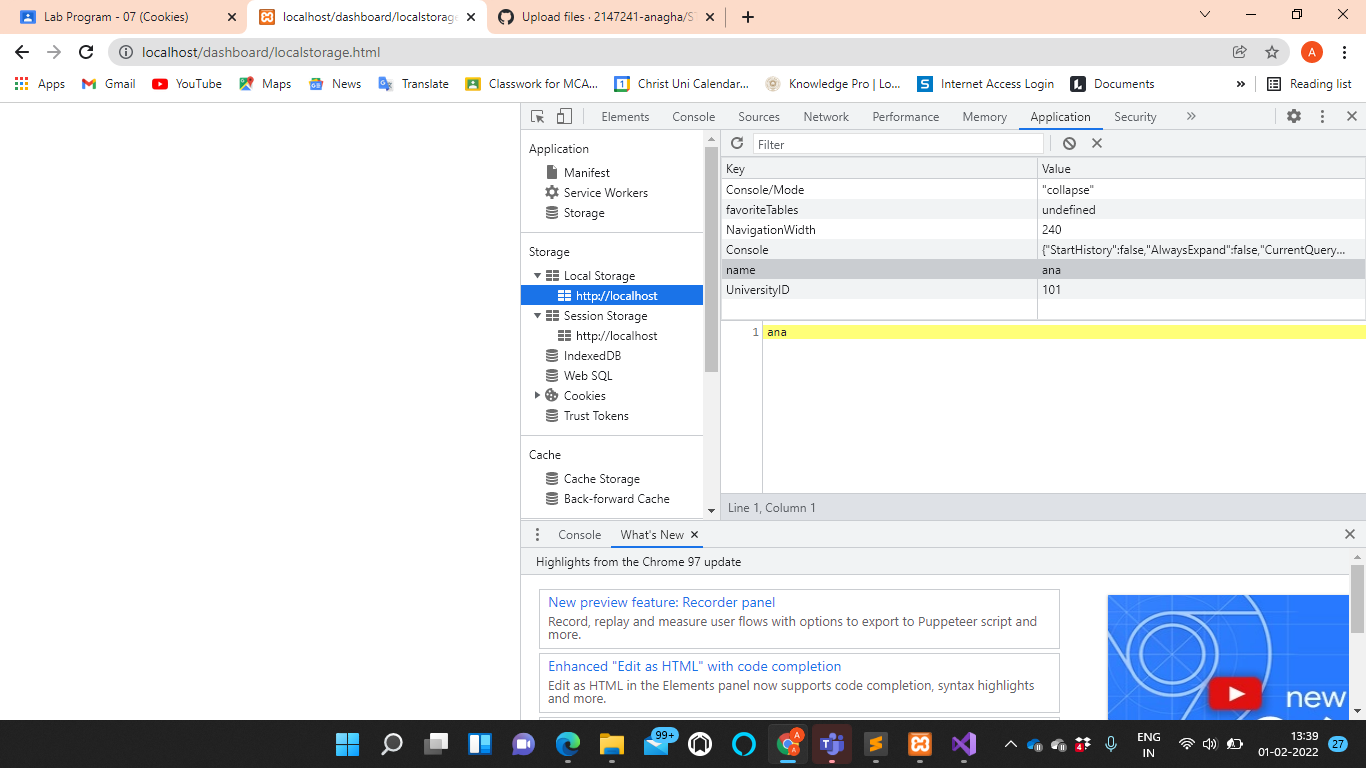 Lab Program - 07 (Cookies)
localhost/dashboard/localstorage
Upload files · 2147241-anagha/S
localhost/dashboard/localstorage.html
A
Apps
Gmail
YouTube
Maps
News
Translate
Classwork for MCA...
Christ Uni Calendar...
Knowledge Pro | Lo...
Internet Access Login
Documents
»
Reading list
Elements
Console
Sources
Network
Performance
Memory
Application
Security
»
Application
Manifest
Service Workers
Storage
Storage
Local Storage
http://localhost
Session Storage
http://localhost
IndexedDB
Web SQL
Cookies
Trust Tokens
Cache
Cache Storage
Back-forward Cache
Filter
Key Value
Console/Mode "collapse"
favoriteTables undefined
NavigationWidth 240
Console {"StartHistory":false,"AlwaysExpand":false,"CurrentQuery...
name ana
UniversityID 101
1 ana
Line 1, Column 1
Console
What's New
Highlights from the Chrome 97 update
New preview feature: Recorder panel
Record, replay and measure user flows with options to export to Puppeteer script and
more.
Enhanced "Edit as HTML" with code completion
Edit as HTML in the Elements panel now supports code completion, syntax highlights
and more.
new
99+
ENG
IN
13:39
01-02-2022
27